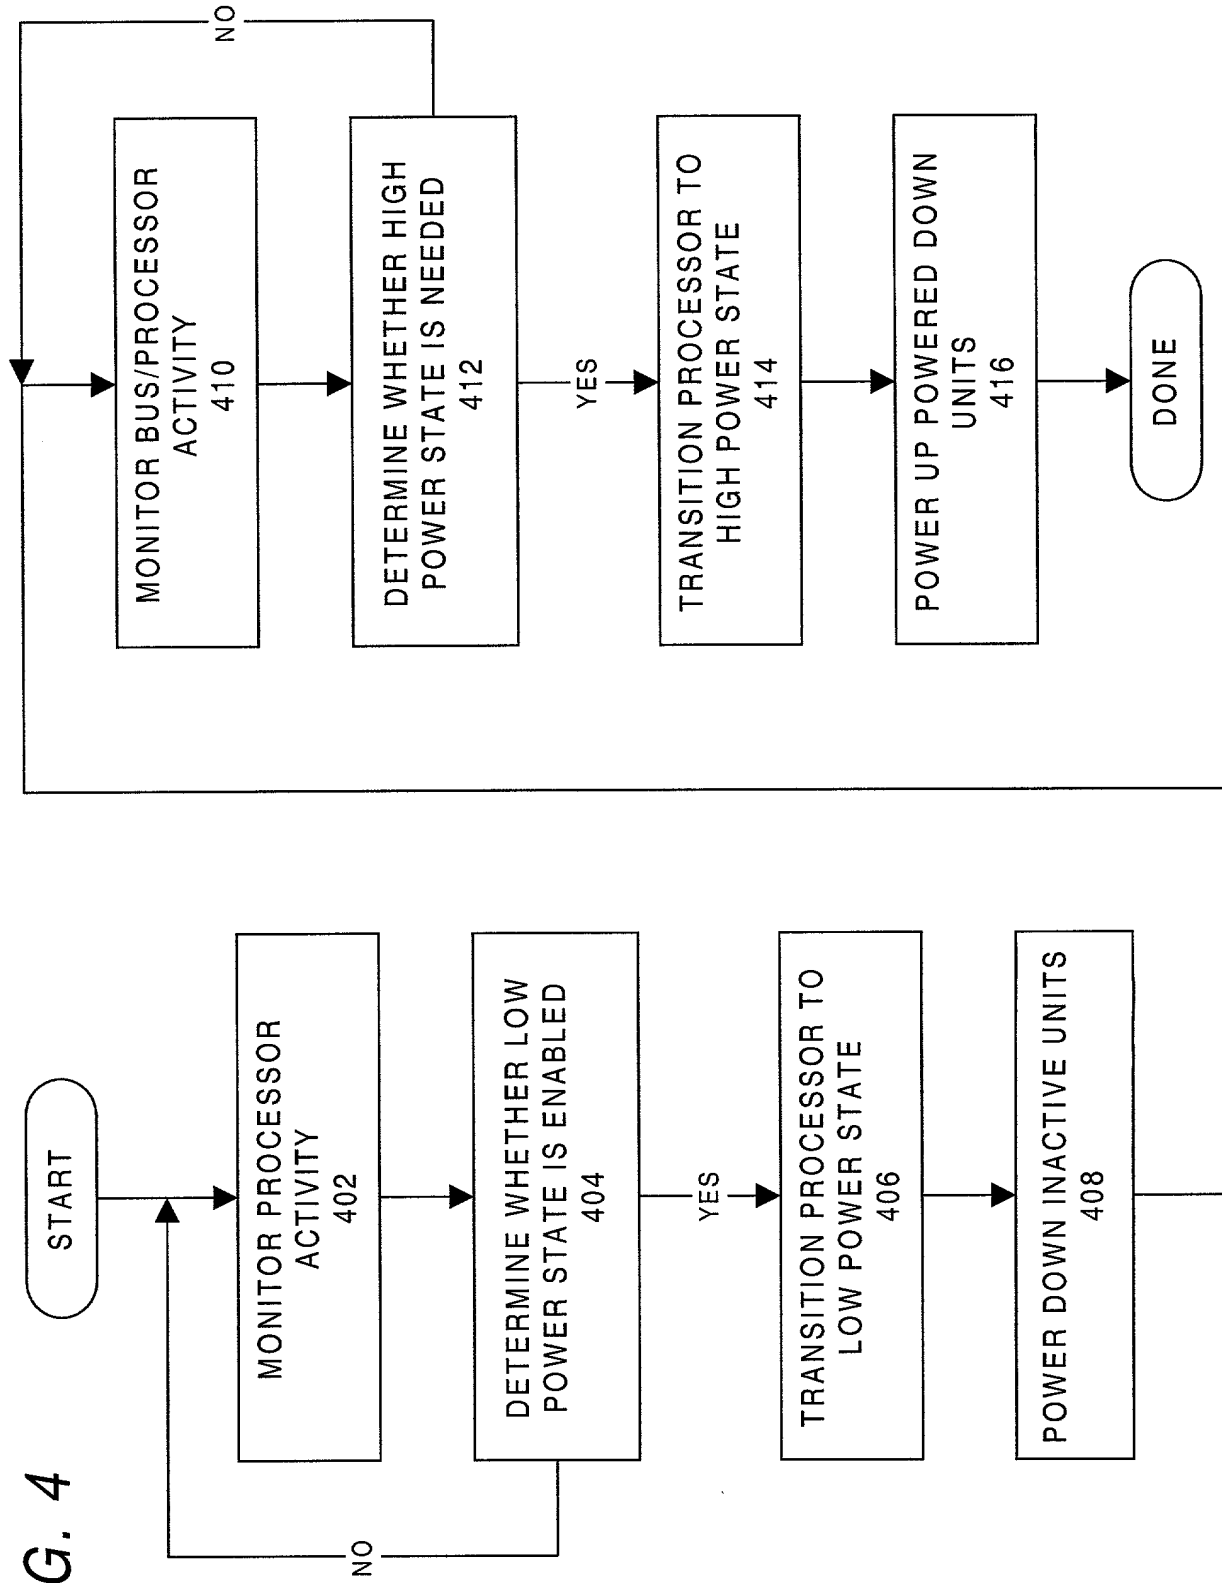 G. 4
START
MONITOR PROCESSOR
ACTIVITY
402
DETERMINE WHETHER LOW
POWER STATE IS ENABLED
404
NO
YES
TRANSITION PROCESSOR TO
LOW POWER STATE
406
POWER DOWN INACTIVE UNITS
408
MONITOR BUS/PROCESSOR
ACTIVITY
410
DETERMINE WHETHER HIGH
POWER STATE IS NEEDED
412
NO
YES
TRANSITION PROCESSOR TO
HIGH POWER STATE
414
POWER UP POWERED DOWN
UNITS
416
DONE